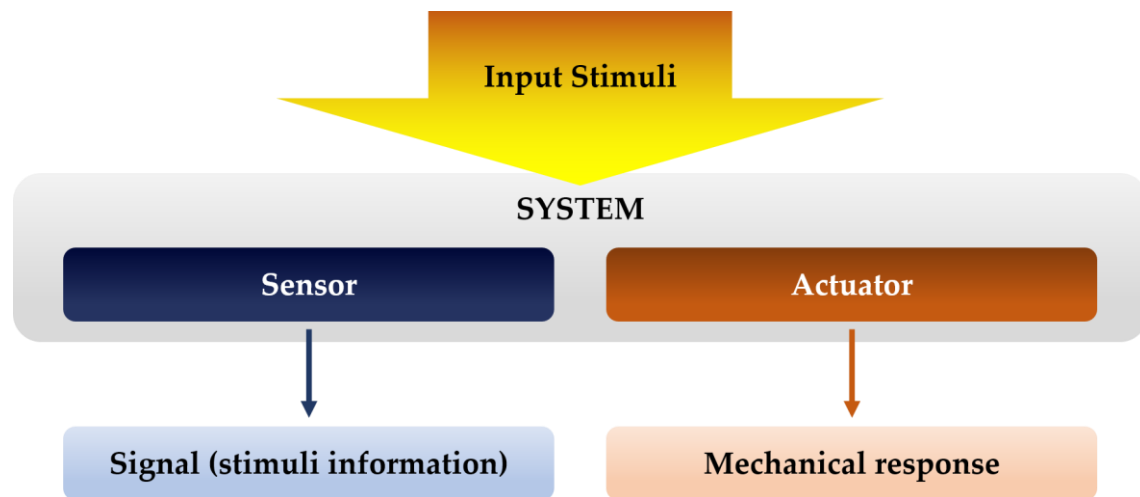 Input Stimuli
SYSTEM
Sensor
Actuator
Signal (stimuli information)
Mechanical response